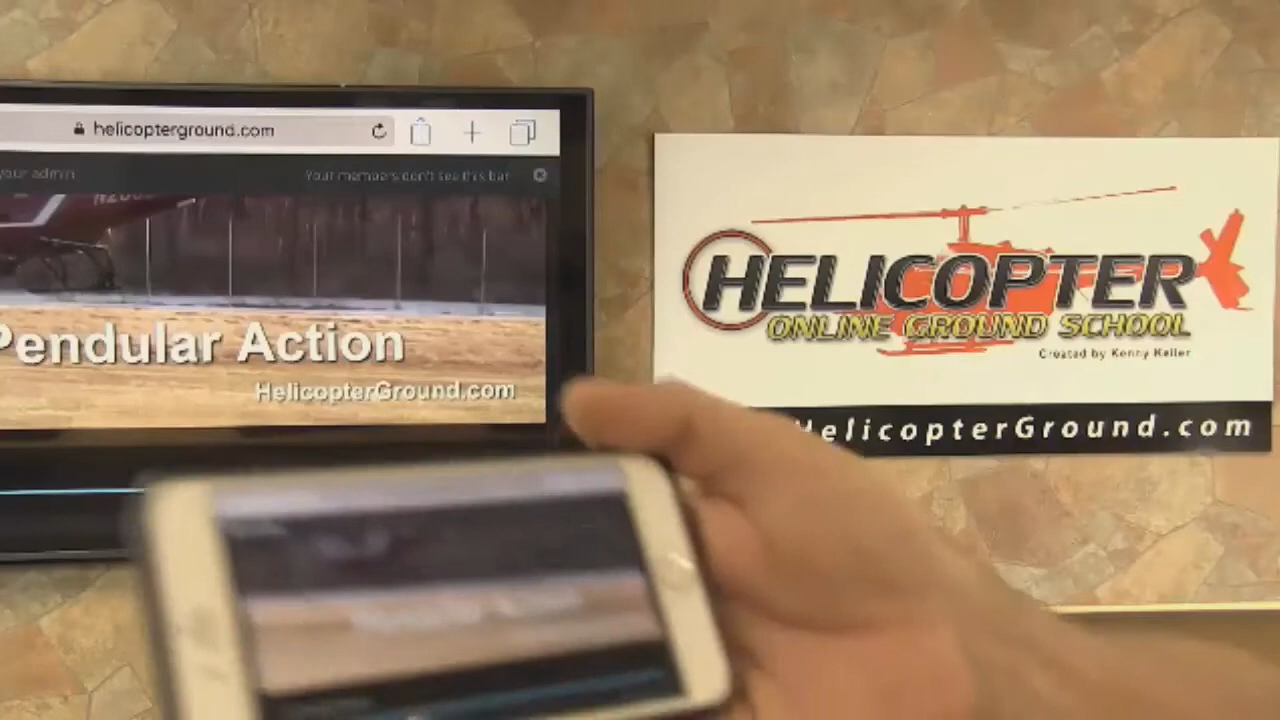 helicopterground.com
your admin
Your members don't see this bar
Pendular Action
HelicopterGround.com
HELICOPTER
ONLINE GROUND SCHOOL
Created by Kenny Keller
HelicopterGround.com